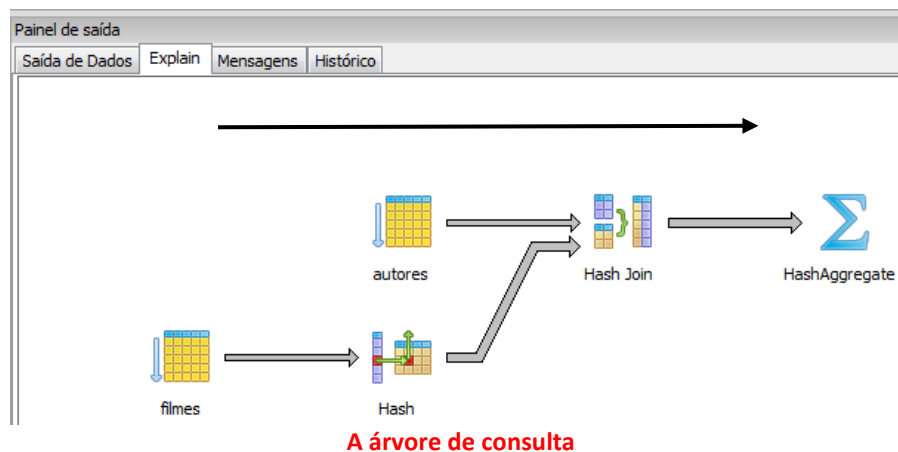 Painel de saída
Saída de Dados Explain Mensagens Histórico
autores Hash Join HashAggregate
filmes Hash
A árvore de consulta